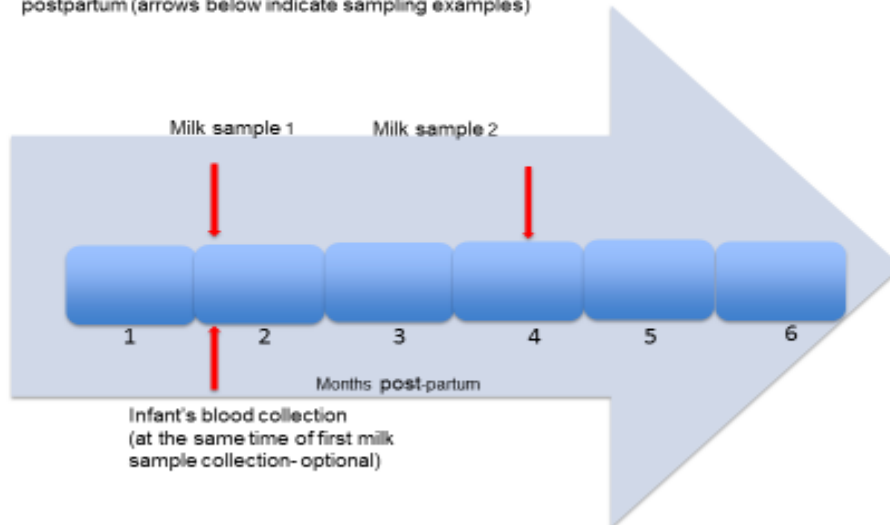 postpartum (arrows below indicate sampling examples)
Milk sample 1
Milk sample 2
1
2
3
4
5
6
Months post-partum
Infant's blood collection
(at the same time of first milk
sample collection- optional)